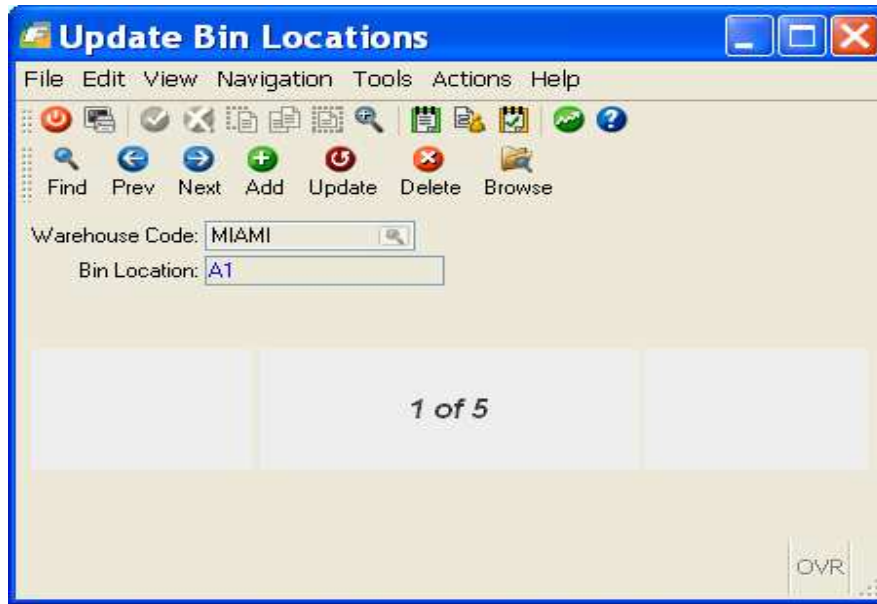 Update Bin Locations
File Edit View Navigation Tools Actions Help
Find Prev Next Add Update Delete Browse
Warehouse Code: MIAMI
Bin Location: A1
1 of 5
OVR